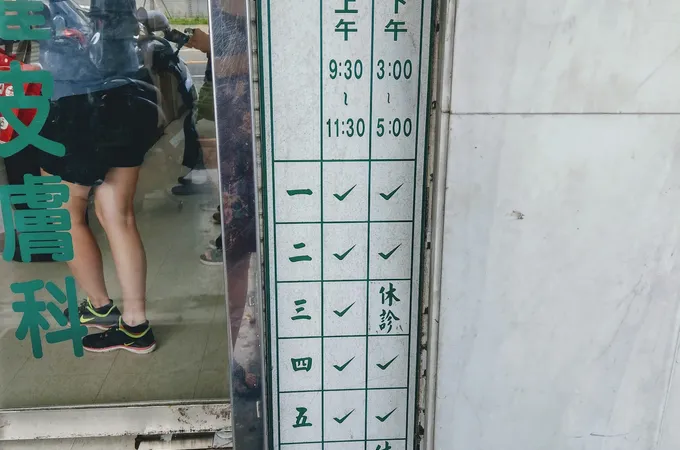 皮膚科
上午 下午
9:30 3:00
~ ~
11:30 5:00
一 ✓ ✓
二 ✓ ✓
三 ✓ 休診
四 ✓ ✓
五 ✓ ✓